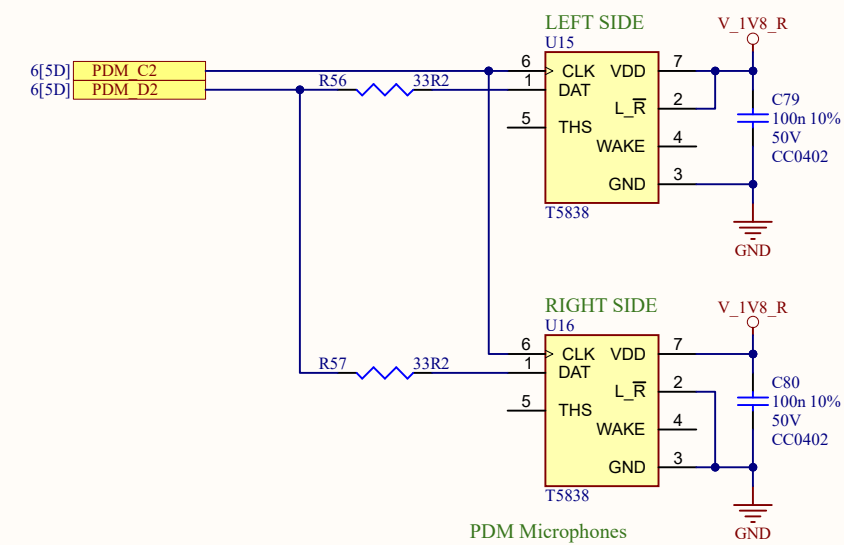 LEFT SIDE
U15
V_1V8_R
6[5D] PDM_C2
6[5D] PDM_D2
R56 33R2
6 CLK VDD 7
1 DAT
L_R̅ 2
5 THS
WAKE 4
GND 3
T5838
C79
100n 10%
50V
CC0402
GND
RIGHT SIDE
U16
V_1V8_R
R57 33R2
6 CLK VDD 7
1 DAT
L_R̅ 2
5 THS
WAKE 4
GND 3
T5838
C80
100n 10%
50V
CC0402
GND
PDM Microphones